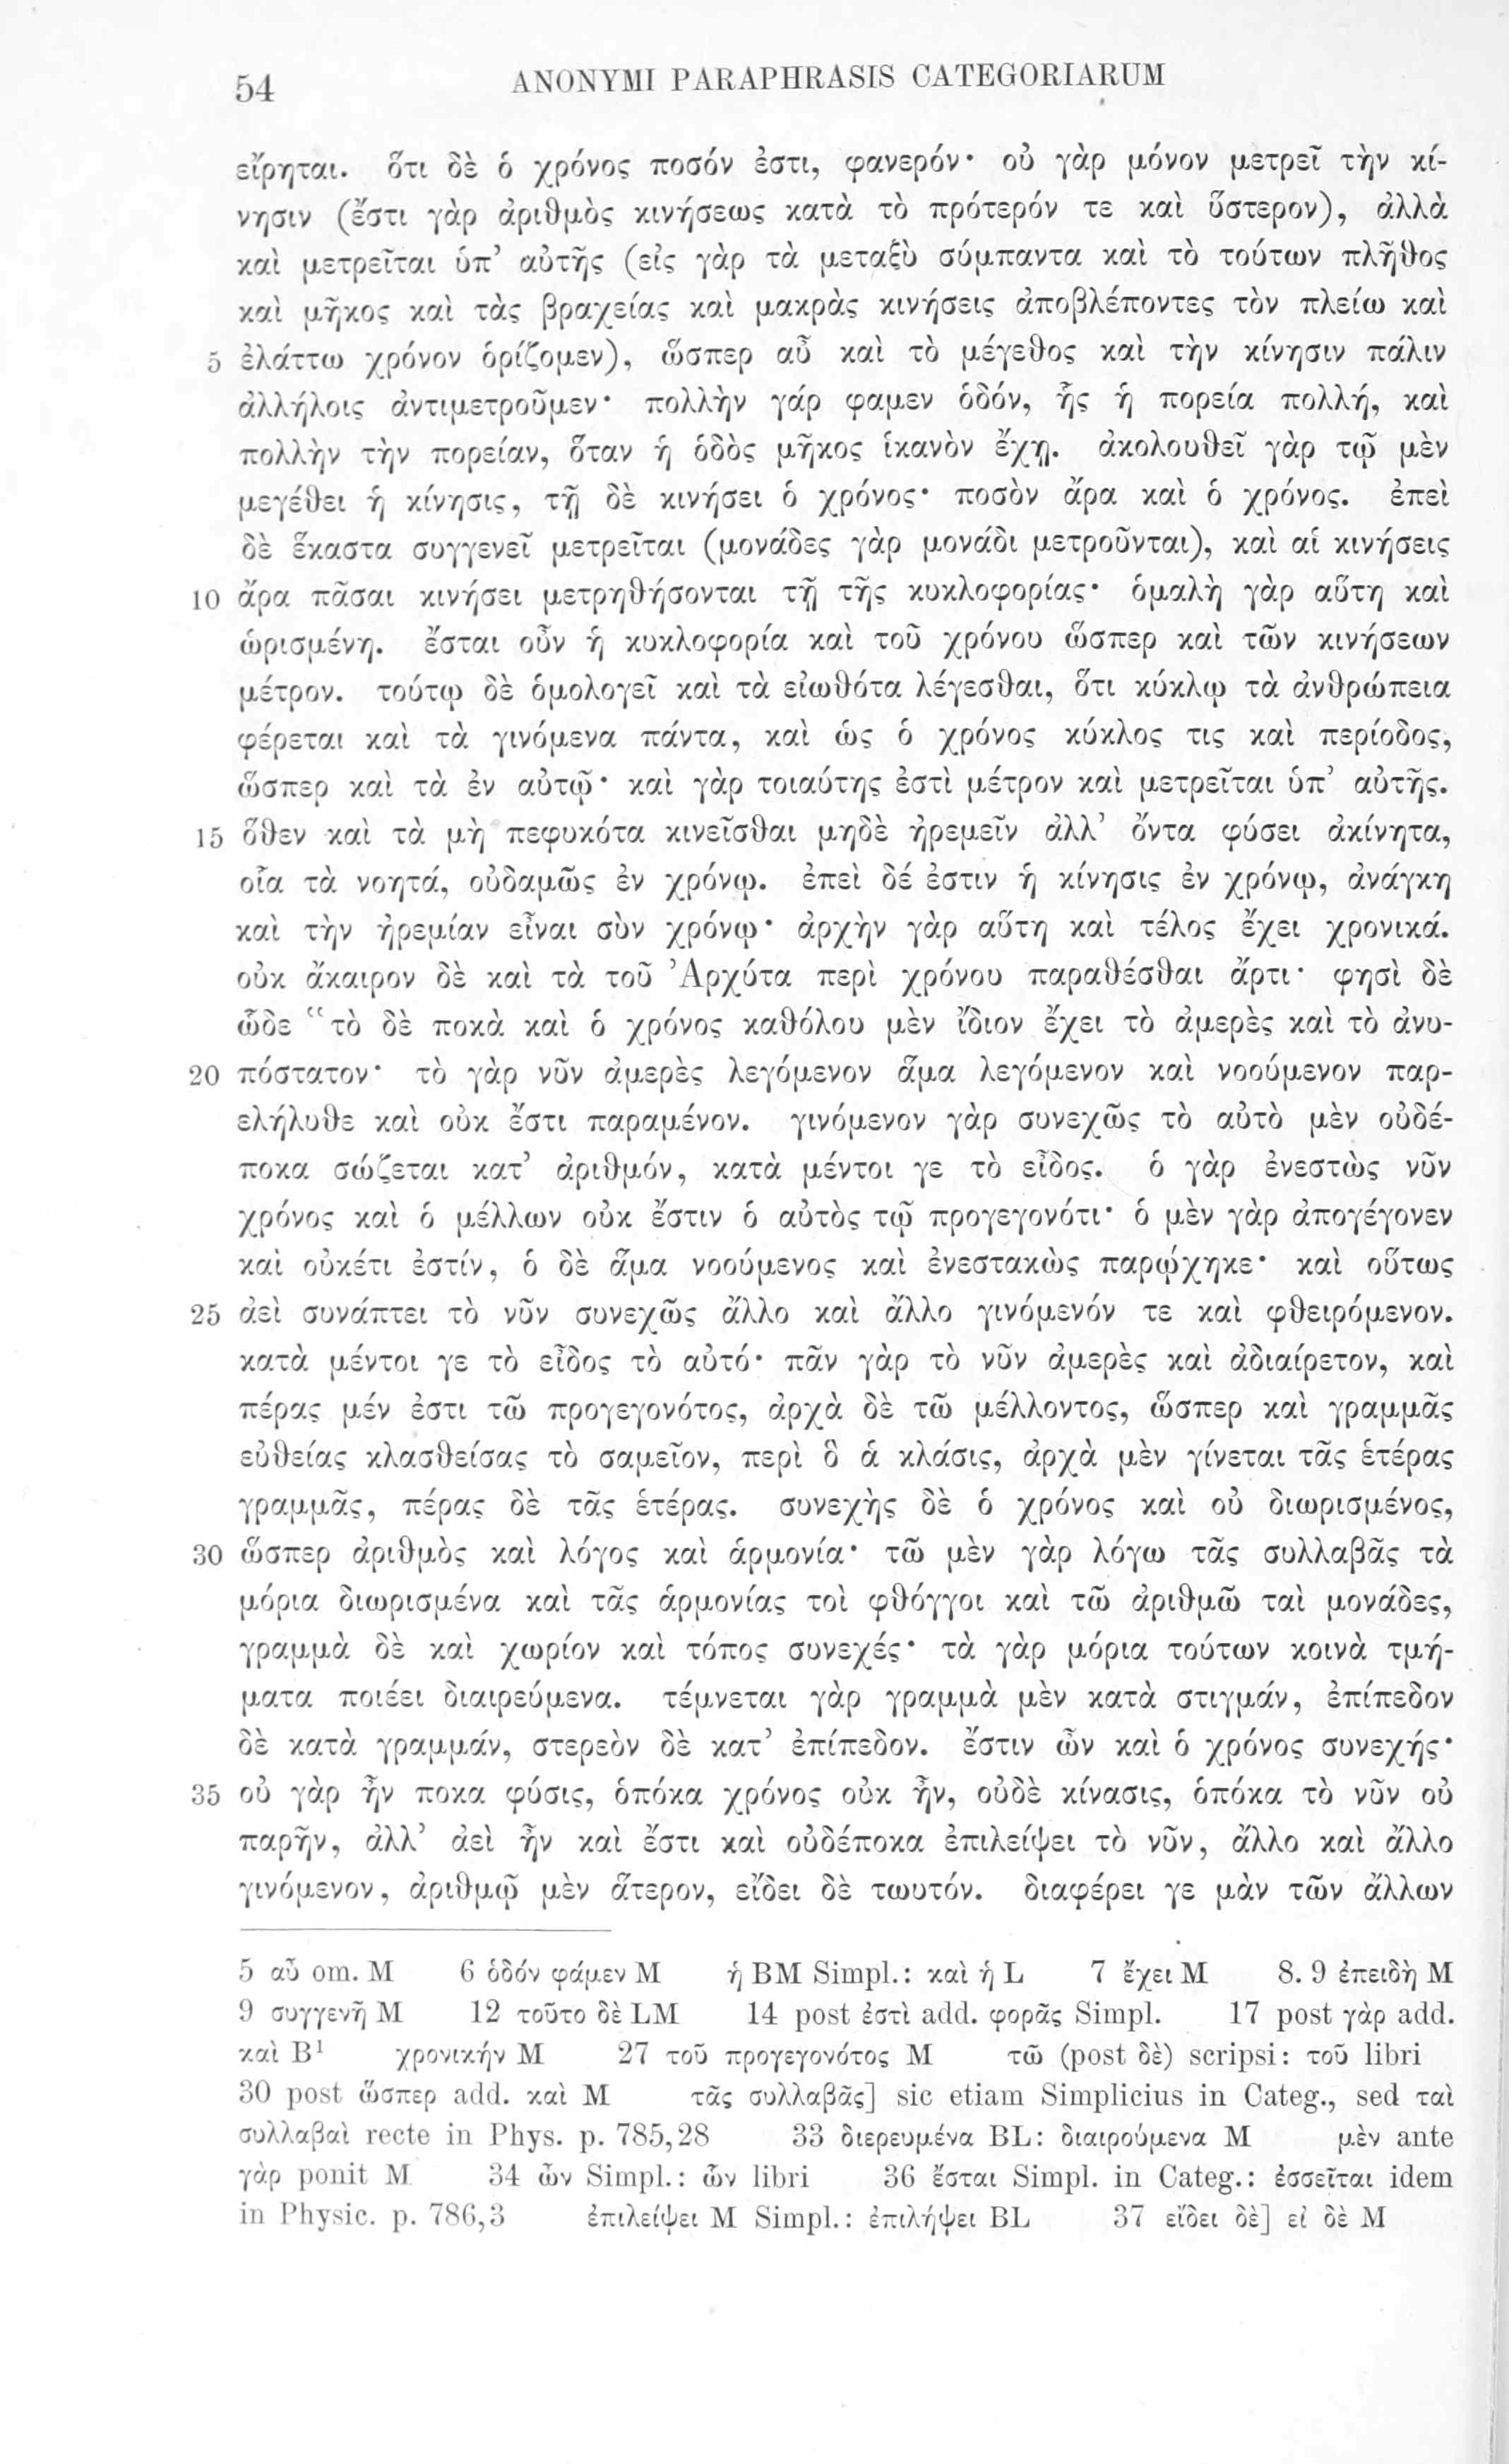 54 ANONYMI PARAPHRASIS CATEGORIARUM
εἴρηται. ὅτι δὲ ὁ χρόνος ποσόν ἐστι, φανερόν· οὐ γὰρ μόνον μετρεῖ τὴν κί-
νησιν (ἔστι γὰρ ἀριθμὸς κινήσεως κατὰ τὸ πρότερόν τε καὶ ὕστερον), ἀλλὰ
καὶ μετρεῖται ὑπ’ αὐτῆς (εἰς γὰρ τὰ μεταξὺ σύμπαντα καὶ τὸ τούτων πλῆθος
καὶ μῆκος καὶ τὰς βραχείας καὶ μακρὰς κινήσεις ἀποβλέποντες τὸν πλείω καὶ
5 ἐλάττω χρόνον ὁρίζομεν), ὥσπερ αὖ καὶ τὸ μέγεθος καὶ τὴν κίνησιν πάλιν
ἀλλήλοις ἀντιμετροῦμεν· πολλὴν γάρ φαμεν ὁδόν, ἧς ἡ πορεία πολλή, καὶ
πολλὴν τὴν πορείαν, ὅταν ἡ ὁδὸς μῆκος ἱκανὸν ἔχῃ. ἀκολουθεῖ γὰρ τῷ μὲν
μεγέθει ἡ κίνησις, τῇ δὲ κινήσει ὁ χρόνος· ποσὸν ἄρα καὶ ὁ χρόνος. ἐπεὶ
δὲ ἕκαστα συγγενεῖ μετρεῖται (μονάδες γὰρ μονάδι μετροῦνται), καὶ αἱ κινήσεις
10 ἄρα πᾶσαι κινήσει μετρηθήσονται τῇ τῆς κυκλοφορίας· ὁμαλὴ γὰρ αὕτη καὶ
ὡρισμένη. ἔσται οὖν ἡ κυκλοφορία καὶ τοῦ χρόνου ὥσπερ καὶ τῶν κινήσεων
μέτρον. τούτῳ δὲ ὁμολογεῖ καὶ τὰ εἰωθότα λέγεσθαι, ὅτι κύκλῳ τὰ ἀνθρώπεια
φέρεται καὶ τὰ γινόμενα πάντα, καὶ ὡς ὁ χρόνος κύκλος τις καὶ περίοδος,
ὥσπερ καὶ τὰ ἐν αὐτῷ· καὶ γὰρ τοιαύτης ἐστὶ μέτρον καὶ μετρεῖται ὑπ’ αὐτῆς.
15 ὅθεν καὶ τὰ μὴ πεφυκότα κινεῖσθαι μηδὲ ἠρεμεῖν ἀλλ’ ὄντα φύσει ἀκίνητα,
οἷα τὰ νοητά, οὐδαμῶς ἐν χρόνῳ. ἐπεὶ δέ ἐστιν ἡ κίνησις ἐν χρόνῳ, ἀνάγκη
καὶ τὴν ἠρεμίαν εἶναι σὺν χρόνῳ· ἀρχὴν γὰρ αὕτη καὶ τέλος ἔχει χρονικά.
οὐκ ἄκαιρον δὲ καὶ τὰ τοῦ Ἀρχύτα περὶ χρόνου παραθέσθαι ἄρτι· φησὶ δὲ
ὧδε “τὸ δὲ ποκὰ καὶ ὁ χρόνος καθόλου μὲν ἴδιον ἔχει τὸ ἀμερὲς καὶ τὸ ἀνυ-
20 πόστατον· τὸ γὰρ νῦν ἀμερὲς λεγόμενον ἅμα λεγόμενον καὶ νοούμενον παρ-
ελήλυθε καὶ οὐκ ἔστι παραμένον. γινόμενον γὰρ συνεχῶς τὸ αὐτὸ μὲν οὐδέ-
ποκα σώζεται κατ’ ἀριθμόν, κατὰ μέντοι γε τὸ εἶδος. ὁ γὰρ ἐνεστὼς νῦν
χρόνος καὶ ὁ μέλλων οὐκ ἔστιν ὁ αὐτὸς τῷ προγεγονότι· ὁ μὲν γὰρ ἀπογέγονεν
καὶ οὐκέτι ἐστίν, ὁ δὲ ἅμα νοούμενος καὶ ἐνεστακὼς παρῴχηκε· καὶ οὕτως
25 ἀεὶ συνάπτει τὸ νῦν συνεχῶς ἄλλο καὶ ἄλλο γινόμενόν τε καὶ φθειρόμενον.
κατὰ μέντοι γε τὸ εἶδος τὸ αὐτό· πᾶν γὰρ τὸ νῦν ἀμερὲς καὶ ἀδιαίρετον, καὶ
πέρας μέν ἐστι τῶ προγεγονότος, ἀρχὰ δὲ τῶ μέλλοντος, ὥσπερ καὶ γραμμᾶς
εὐθείας κλασθείσας τὸ σαμεῖον, περὶ ὃ ἁ κλάσις, ἀρχὰ μὲν γίνεται τᾶς ἑτέρας
γραμμᾶς, πέρας δὲ τᾶς ἑτέρας. συνεχὴς δὲ ὁ χρόνος καὶ οὐ διωρισμένος,
30 ὥσπερ ἀριθμὸς καὶ λόγος καὶ ἁρμονία· τῶ μὲν γὰρ λόγω τᾶς συλλαβᾶς τὰ
μόρια διωρισμένα καὶ τᾶς ἁρμονίας τοὶ φθόγγοι καὶ τῶ ἀριθμῶ ταὶ μονάδες,
γραμμὰ δὲ καὶ χωρίον καὶ τόπος συνεχές· τὰ γὰρ μόρια τούτων κοινὰ τμή-
ματα ποιέει διαιρεύμενα. τέμνεται γὰρ γραμμὰ μὲν κατὰ στιγμάν, ἐπίπεδον
δὲ κατὰ γραμμάν, στερεὸν δὲ κατ’ ἐπίπεδον. ἔστιν ὦν καὶ ὁ χρόνος συνεχής·
35 οὐ γὰρ ἦν ποκα φύσις, ὁπόκα χρόνος οὐκ ἦν, οὐδὲ κίνασις, ὁπόκα τὸ νῦν οὐ
παρῆν, ἀλλ’ ἀεὶ ἦν καὶ ἔστι καὶ οὐδέποκα ἐπιλείψει τὸ νῦν, ἄλλο καὶ ἄλλο
γινόμενον, ἀριθμῷ μὲν ἅτερον, εἴδει δὲ τωυτόν. διαφέρει γε μὰν τῶν ἄλλων
5 αὖ om. M 6 ὁδόν φάμεν M ἡ BM Simpl.: καὶ ἡ L 7 ἔχει M 8. 9 ἐπειδὴ M
9 συγγενῆ M 12 τοῦτο δὲ LM 14 post ἐστὶ add. φορᾶς Simpl. 17 post γὰρ add.
καὶ B¹ χρονικήν M 27 τοῦ προγεγονότος M τῶ (post δὲ) scripsi: τοῦ libri
30 post ὥσπερ add. καὶ M τᾶς συλλαβᾶς] sic etiam Simplicius in Categ., sed ταὶ
συλλαβαὶ recte in Phys. p. 785,28 33 διερευμένα BL: διαιρούμενα M μὲν ante
γὰρ ponit M 34 ὦν Simpl.: ὧν libri 36 ἔσται Simpl. in Categ.: ἐσσεῖται idem
in Physic. p. 786,3 ἐπιλείψει M Simpl.: ἐπιλήψει BL 37 εἴδει δὲ] εἰ δὲ M